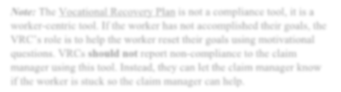 Note: The Vocational Recovery Plan is not a compliance tool, it is a
worker-centric tool. If the worker has not accomplished their goals, the
VRC's role is to help the worker reset their goals using motivational
questions. VRCs should not report non-compliance to the claim
manager using this tool. Instead, they can let the claim manager know
if the worker is stuck so the claim manager can help.